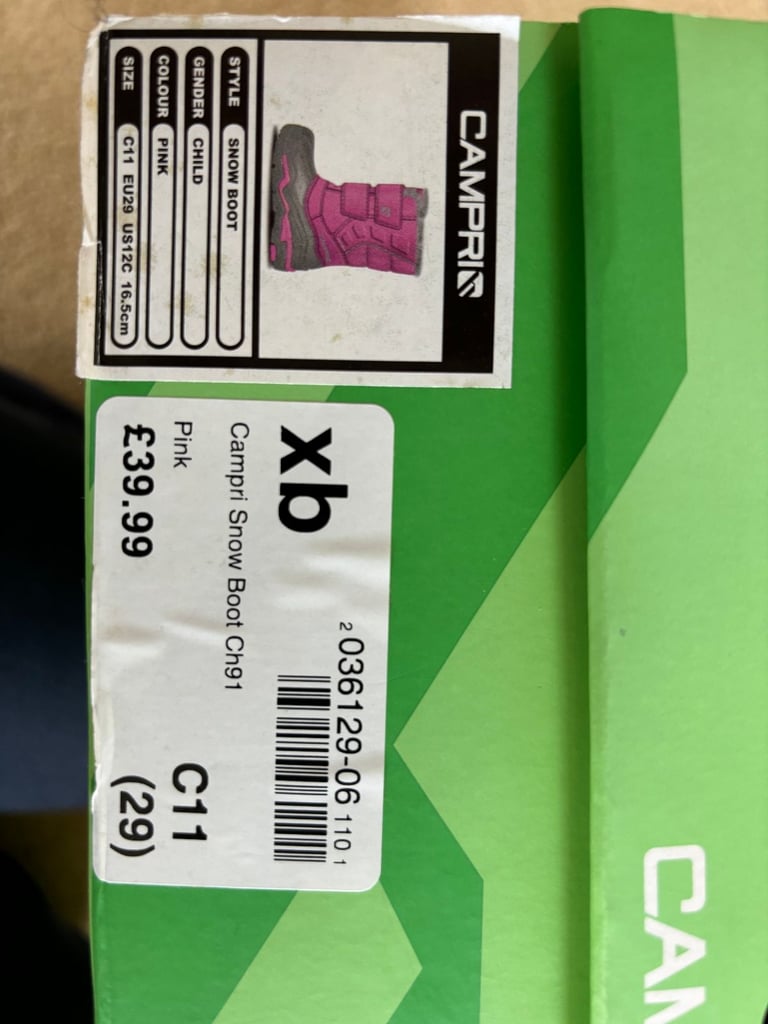 CAMPRI
STYLE SNOW BOOT
GENDER CHILD
COLOUR PINK
SIZE C11 EU29 US12C 16.5cm
2 036129-06 110 1
xb
Campri Snow Boot Ch91
Pink C11
£39.99 (29)
CAM